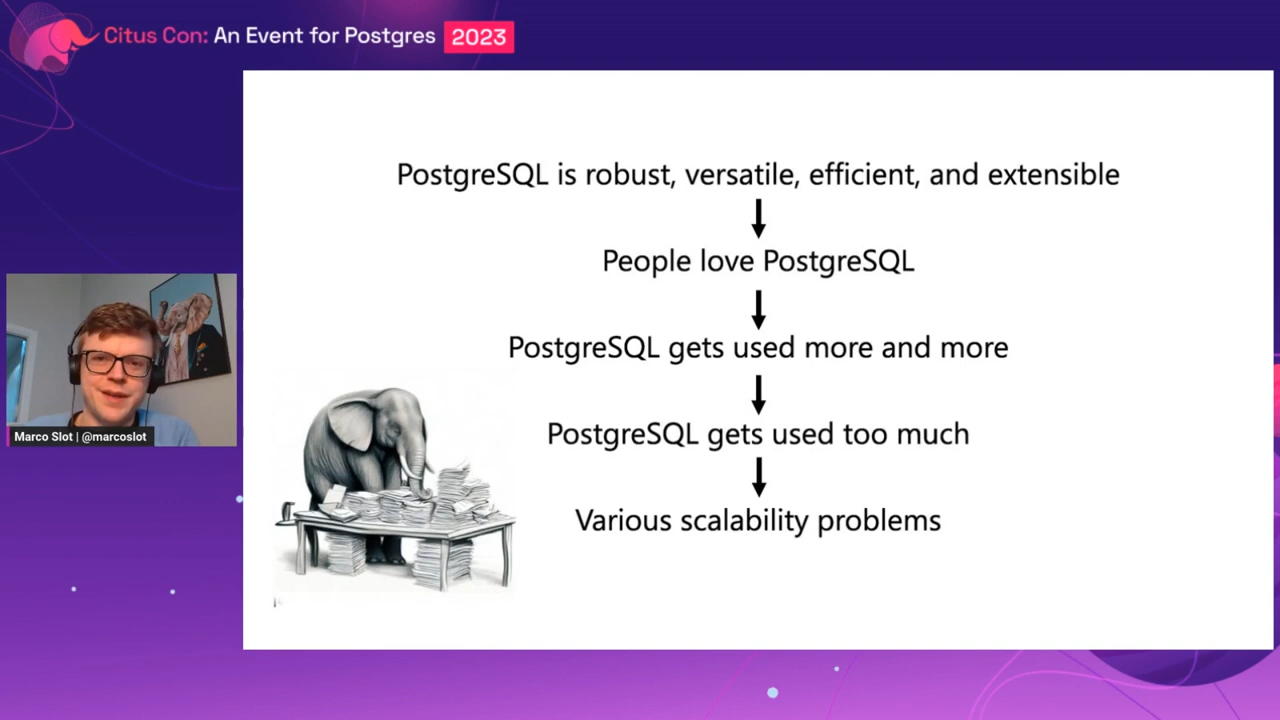 Citus Con: An Event for Postgres 2023
PostgreSQL is robust, versatile, efficient, and extensible
People love PostgreSQL
PostgreSQL gets used more and more
PostgreSQL gets used too much
Various scalability problems
Marco Slot | @marcoslot